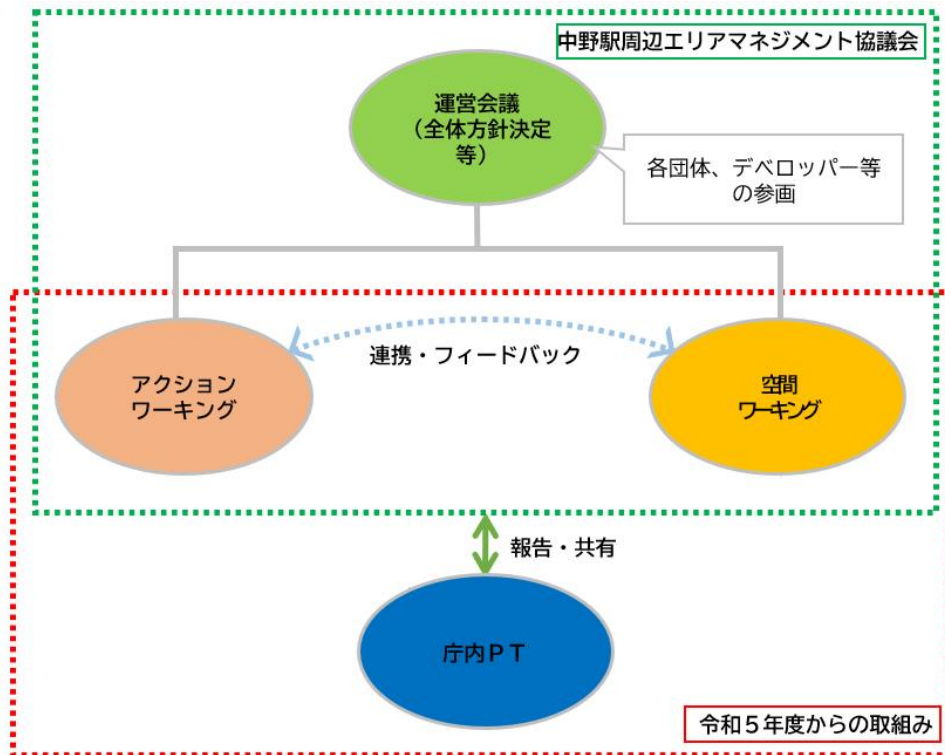 中野駅周辺エリアマネジメント協議会
運営会議
（全体方針決定
等）
各団体、デベロッパー等
の参画
連携・フィードバック
アクション
ワーキング
空間
ワーキング
報告・共有
庁内ＰＴ
令和５年度からの取組み